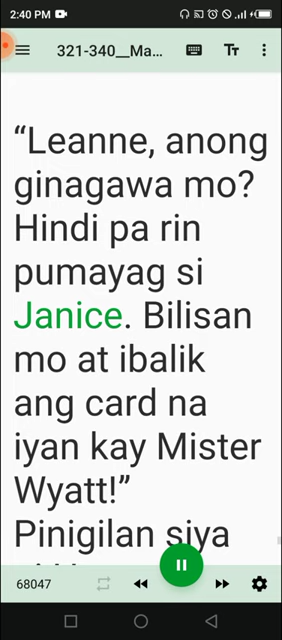 2:40 PM
321-340__Ma...
“Leanne, anong
ginagawa mo?
Hindi pa rin
pumayag si
Janice. Bilisan
mo at ibalik
ang card na
iyan kay Mister
Wyatt!”
Pinigilan siya
68047